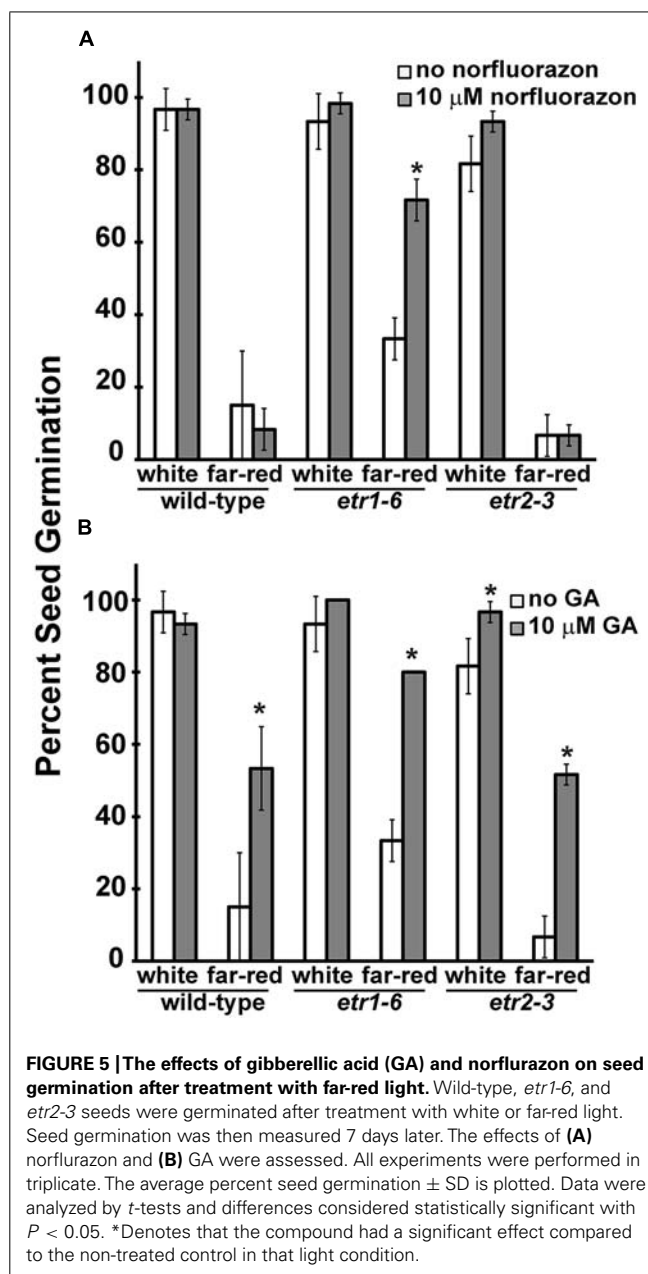 A
no norfluorazon
10 µM norfluorazon
Percent Seed Germination
100
80
60
40
20
0
*
white far-red white far-red white far-red
wild-type etr1-6 etr2-3
B
no GA
10 µM GA
100
80
60
40
20
0
* * * *
white far-red white far-red white far-red
wild-type etr1-6 etr2-3
FIGURE 5 | The effects of gibberellic acid (GA) and norflurazon on seed
germination after treatment with far-red light. Wild-type, etr1-6, and
etr2-3 seeds were germinated after treatment with white or far-red light.
Seed germination was then measured 7 days later. The effects of (A)
norflurazon and (B) GA were assessed. All experiments were performed in
triplicate. The average percent seed germination ± SD is plotted. Data were
analyzed by t-tests and differences considered statistically significant with
P < 0.05. *Denotes that the compound had a significant effect compared
to the non-treated control in that light condition.